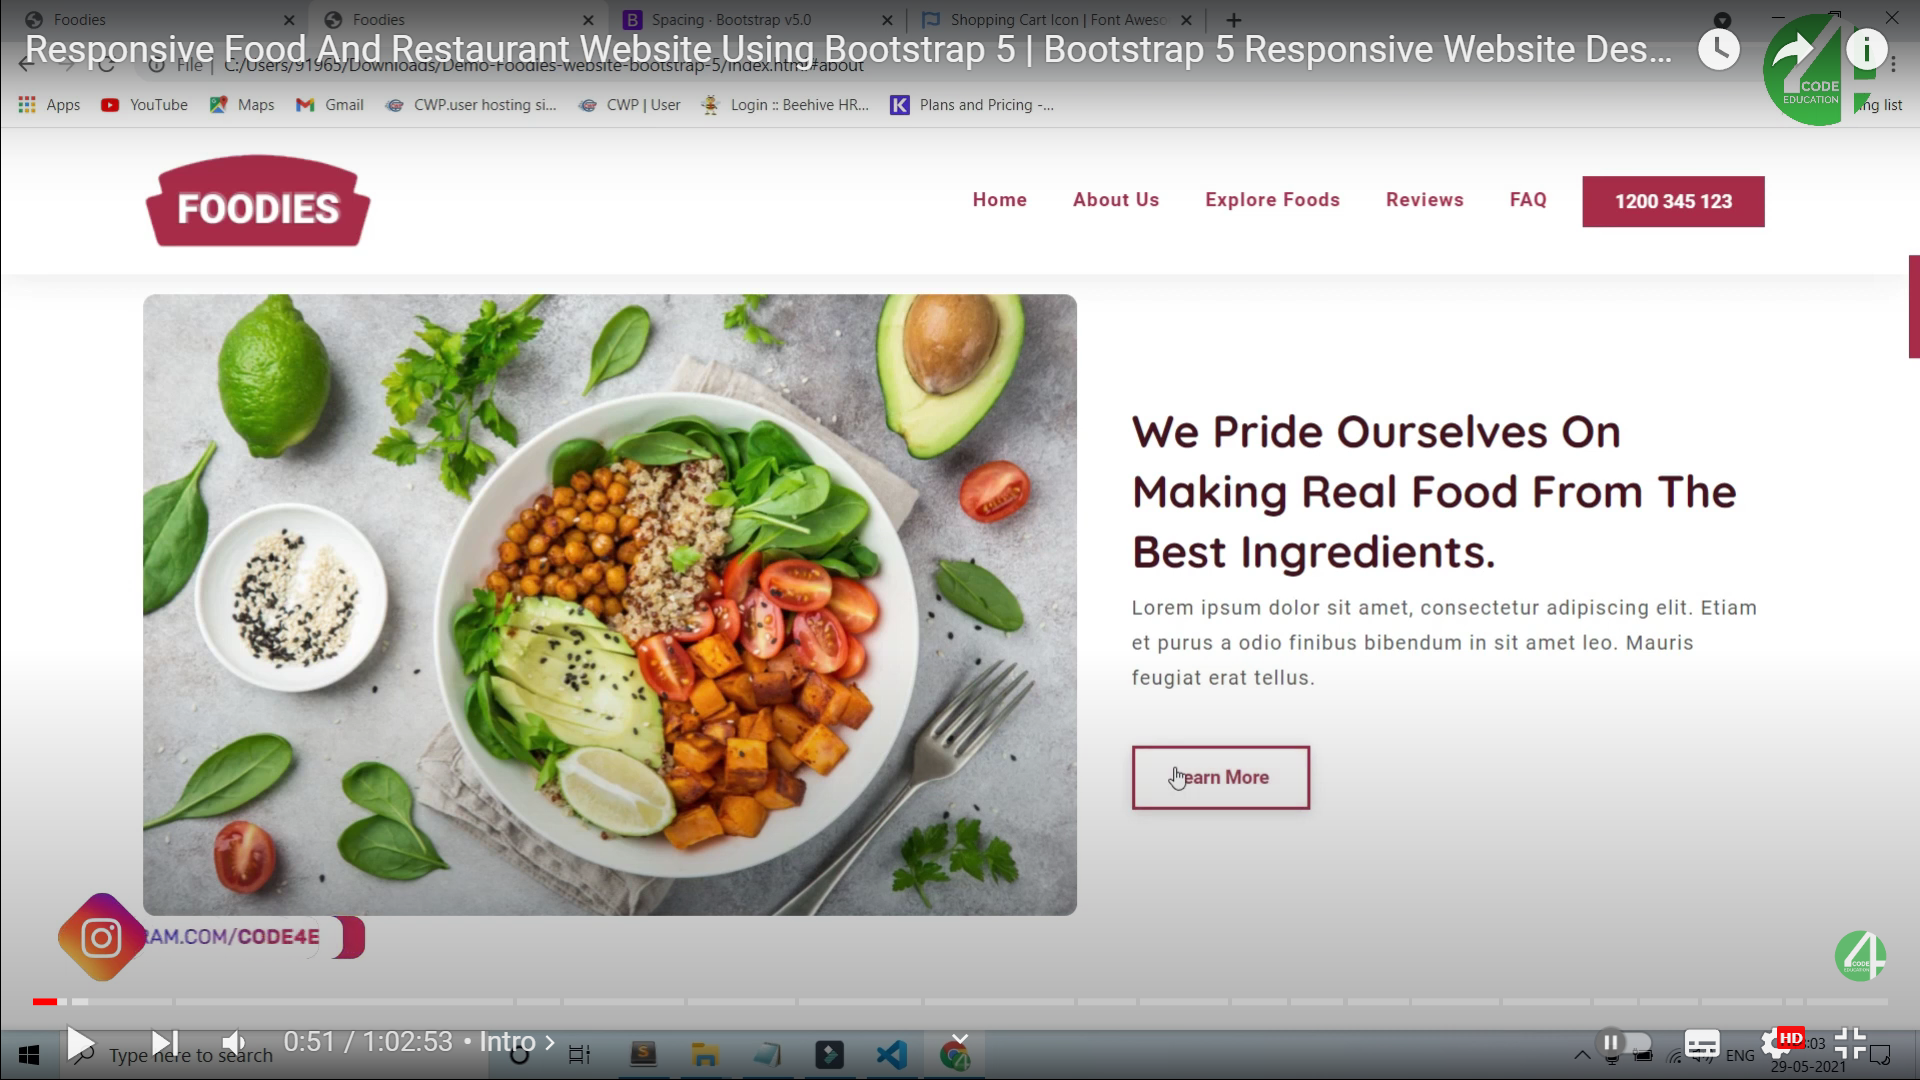 Foodies
Foodies
Spacing · Bootstrap v5.0
Shopping Cart Icon | Font Aweso
Responsive Food And Restaurant Website Using Bootstrap 5 | Bootstrap 5 Responsive Website Des...
File | C:/Users/91965/Downloads/Demo-Foodies-website-bootstrap-5/index.html#about
CODE
EDUCATION
Apps
YouTube
Maps
Gmail
CWP.user hosting si...
CWP | User
Login :: Beehive HR...
Plans and Pricing -...
ng list
FOODIES
Home
About Us
Explore Foods
Reviews
FAQ
1200 345 123
We Pride Ourselves On
Making Real Food From The
Best Ingredients.
Lorem ipsum dolor sit amet, consectetur adipiscing elit. Etiam
et purus a odio finibus bibendum in sit amet leo. Mauris
feugiat erat tellus.
earn More
RAM.COM/CODE4E
CODE
EDUCATION
0:51 / 1:02:53 • Intro
HD
Type here to search
ENG
:03
29-05-2021